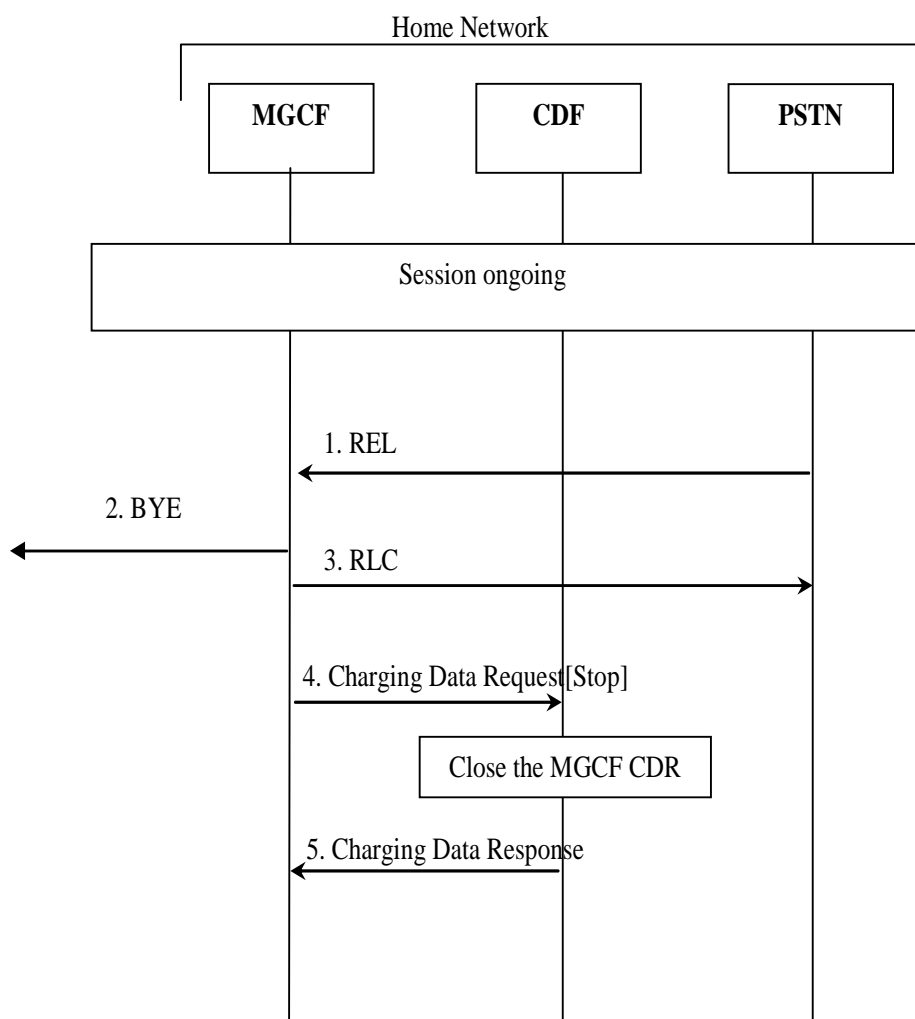 Home Network
MGCF
CDF
PSTN
Session ongoing
1. REL
2. BYE
3. RLC
4. Charging Data Request[Stop]
Close the MGCF CDR
5. Charging Data Response